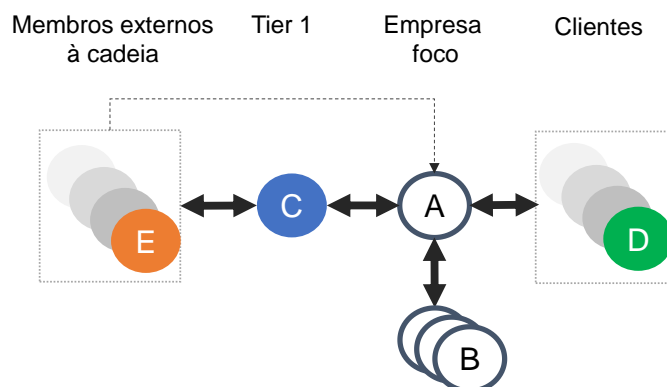 Membros externos
à cadeia
Tier 1
Empresa
foco
Clientes
E
C
A
D
B